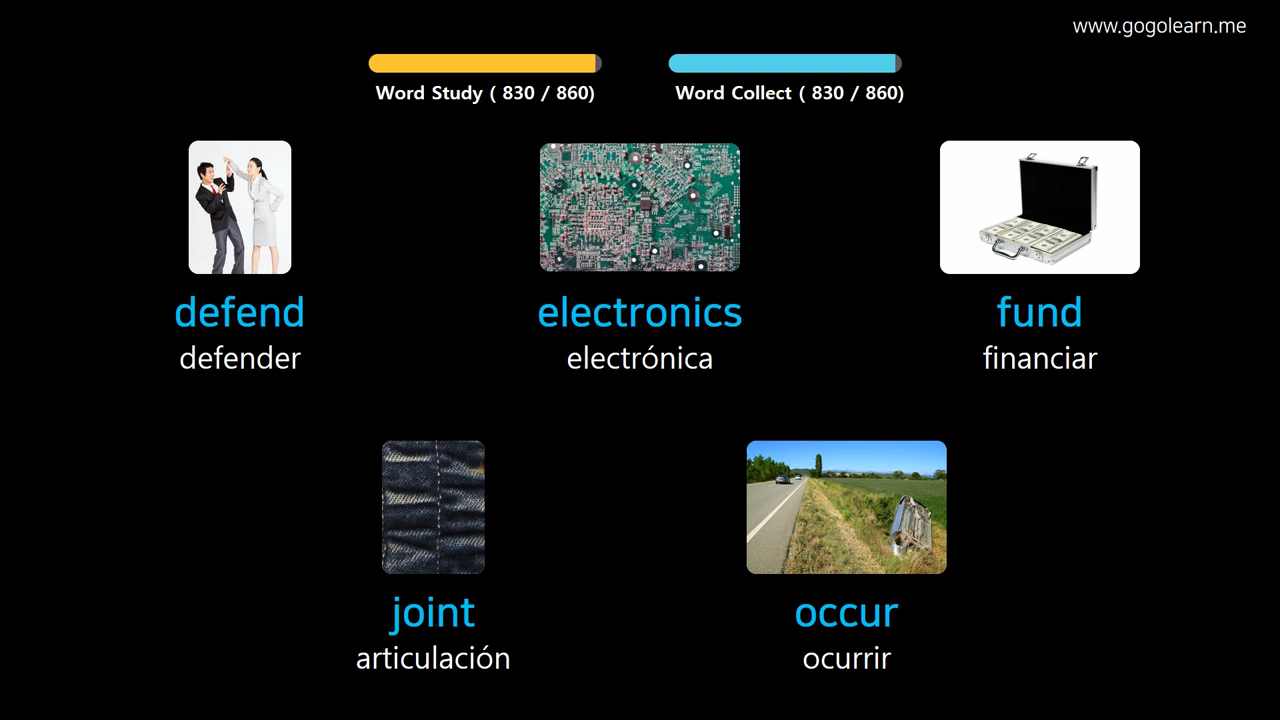 www.gogolearn.me
Word Study ( 830 / 860)
Word Collect ( 830 / 860)
defend
defender
electronics
electrónica
fund
financiar
joint
articulación
occur
ocurrir